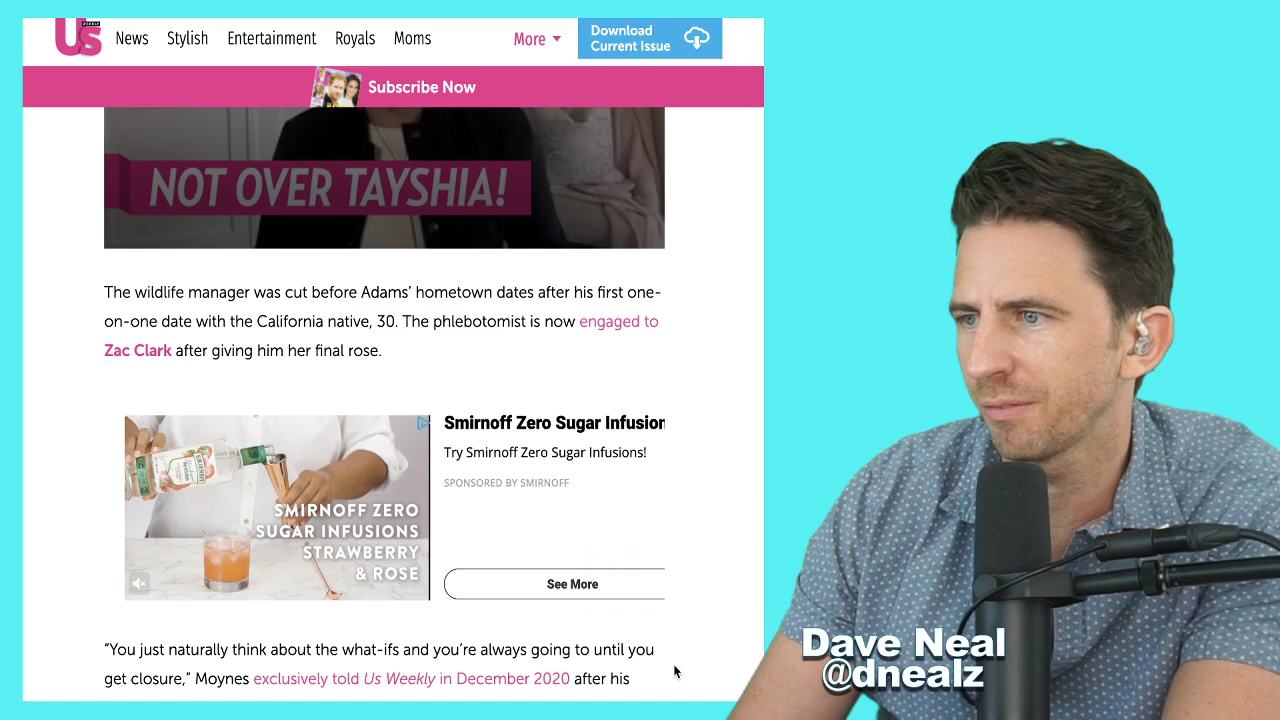 Us
WEEKLY
News Stylish Entertainment Royals Moms More
Download
Current Issue
Subscribe Now
NOT OVER TAYSHIA!
The wildlife manager was cut before Adams’ hometown dates after his first one-
on-one date with the California native, 30. The phlebotomist is now engaged to
Zac Clark after giving him her final rose.
SMIRNOFF ZERO
SUGAR INFUSIONS
STRAWBERRY
& ROSE
Smirnoff Zero Sugar Infusion
Try Smirnoff Zero Sugar Infusions!
SPONSORED BY SMIRNOFF
See More
“You just naturally think about the what-ifs and you’re always going to until you
get closure,” Moynes exclusively told Us Weekly in December 2020 after his
Dave Neal
@dnealz